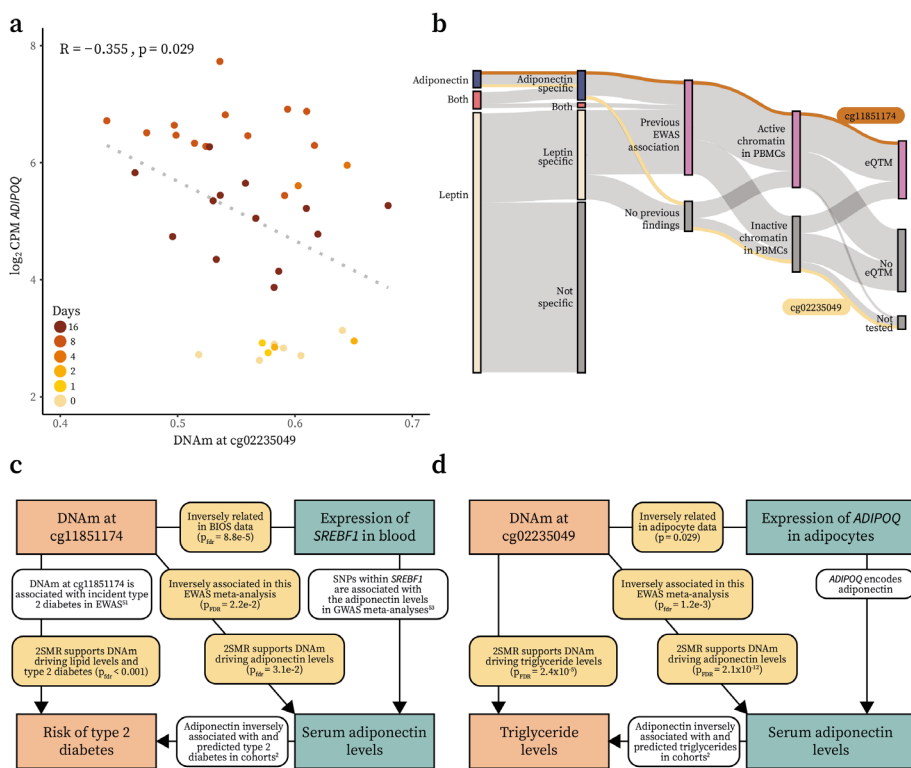 a
R = −0.355 , p = 0.029
log2 CPM ADIPOQ
8
6
4
2
Days
16
8
4
2
1
0
0.4
0.5
0.6
0.7
DNAm at cg02235049
b
Adiponectin
Both
Leptin
Adiponectin
specific
Both
Leptin
specific
Not
specific
Previous
EWAS
association
No previous
findings
Active
chromatin
in PBMCs
Inactive
chromatin
in PBMCs
cg11851174
eQTM
No
eQTM
cg02235049
Not
tested
c
DNAm at
cg11851174
Inversely related
in BIOS data
(pfdr = 8.8e-5)
Expression of
SREBF1 in blood
DNAm at cg11851174 is
associated with incident type
2 diabetes in EWAS51
Inversely associated in this
EWAS meta-analysis
(pFDR = 2.2e-2)
SNPs within SREBF1
are associated with
the adiponectin levels
in GWAS meta-analyses53
2SMR supports DNAm
driving lipid levels and
type 2 diabetes (pfdr < 0.001)
2SMR supports DNAm
driving adiponectin levels
(pfdr = 3.1e-2)
Risk of type 2
diabetes
Adiponectin inversely
associated with and
predicted type 2
diabetes in cohorts2
Serum adiponectin
levels
d
DNAm at
cg02235049
Inversely related
in adipocyte data
(p = 0.029)
Expression of ADIPOQ
in adipocytes
Inversely associated in this
EWAS meta-analysis
(pfdr = 1.2e-3)
ADIPOQ encodes
adiponectin
2SMR supports DNAm
driving triglyceride levels
(pFDR = 2.4x10-9)
2SMR supports DNAm
driving adiponectin levels
(pFDR = 2.1x10-12)
Triglyceride
levels
Adiponectin inversely
associated with and
predicted triglycerides
in cohorts2
Serum adiponectin
levels